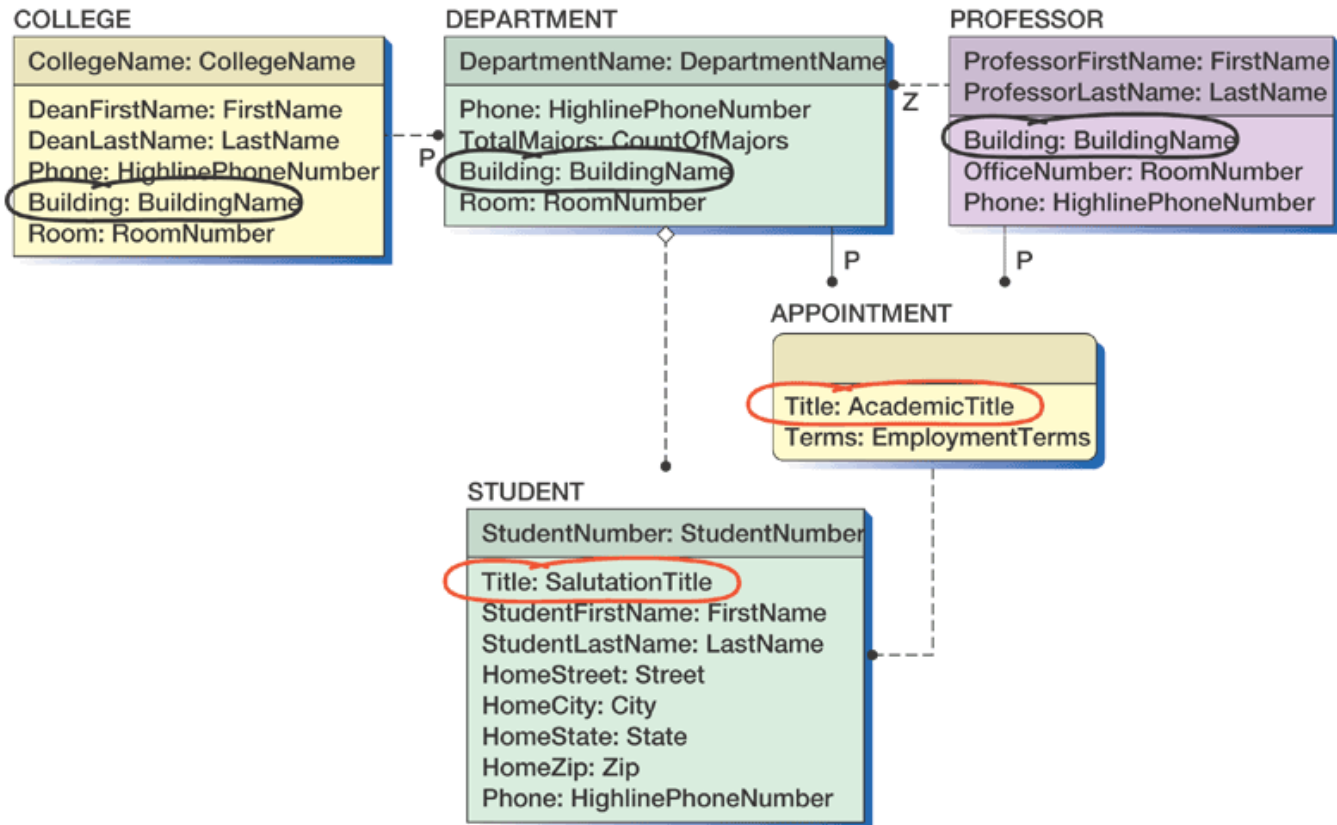 COLLEGE
CollegeName: CollegeName
DeanFirstName: FirstName
DeanLastName: LastName
Phone: HighlinePhoneNumber
Building: BuildingName
Room: RoomNumber
P
DEPARTMENT
DepartmentName: DepartmentName
Phone: HighlinePhoneNumber
TotalMajors: CountOfMajors
Building: BuildingName
Room: RoomNumber
Z
PROFESSOR
ProfessorFirstName: FirstName
ProfessorLastName: LastName
Building: BuildingName
OfficeNumber: RoomNumber
Phone: HighlinePhoneNumber
P
P
APPOINTMENT
Title: AcademicTitle
Terms: EmploymentTerms
STUDENT
StudentNumber: StudentNumber
Title: SalutationTitle
StudentFirstName: FirstName
StudentLastName: LastName
HomeStreet: Street
HomeCity: City
HomeState: State
HomeZip: Zip
Phone: HighlinePhoneNumber